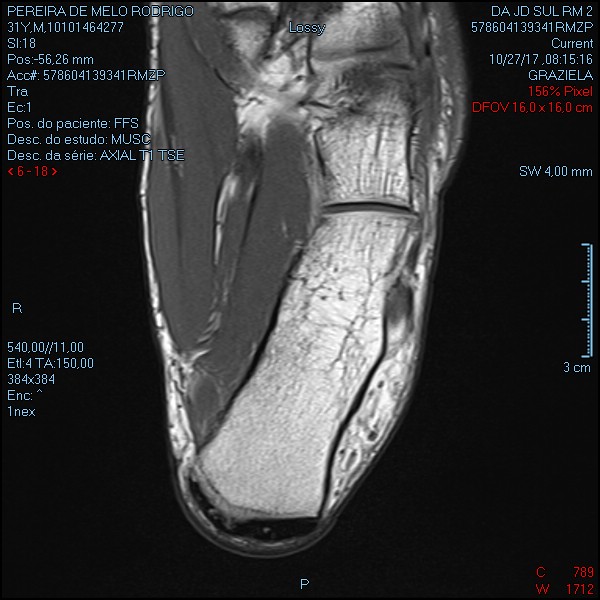 PEREIRA DE MELO RODRIGO
31Y,M,10101464277
Sl:18
Pos:-56,26 mm
Acc#: 578604139341RMZP
Tra
Ec:1
Pos. do paciente: FFS
Desc. do estudo: MUSC
Desc. da série: AXIAL T1 TSE
< 6 - 18 >
Lossy
DA JD SUL RM 2
578604139341RMZP
Current
10/27/17 ,08:15:16
GRAZIELA
156% Pixel
DFOV 16,0 x 16,0 cm
SW 4,00 mm
R
540,00//11,00
Etl:4 TA:150,00
384x384
Enc: ^
1nex
3 cm
P
C 789
W 1712